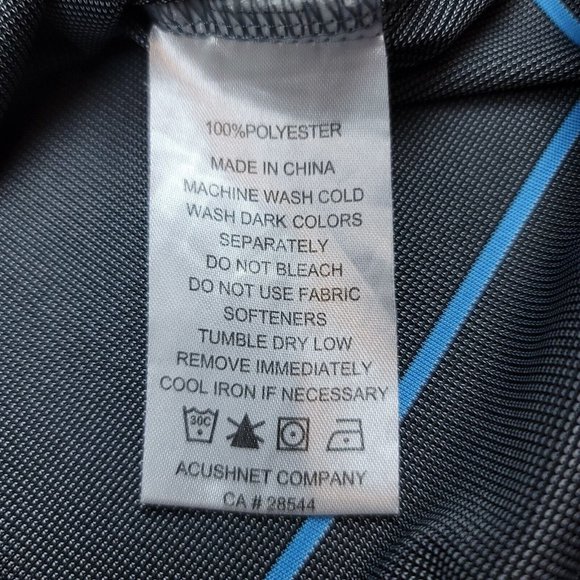 100%POLYESTER
MADE IN CHINA
MACHINE WASH COLD
WASH DARK COLORS
SEPARATELY
DO NOT BLEACH
DO NOT USE FABRIC
SOFTENERS
TUMBLE DRY LOW
REMOVE IMMEDIATELY
COOL IRON IF NECESSARY
30C
ACUSHNET COMPANY
CA # 28544